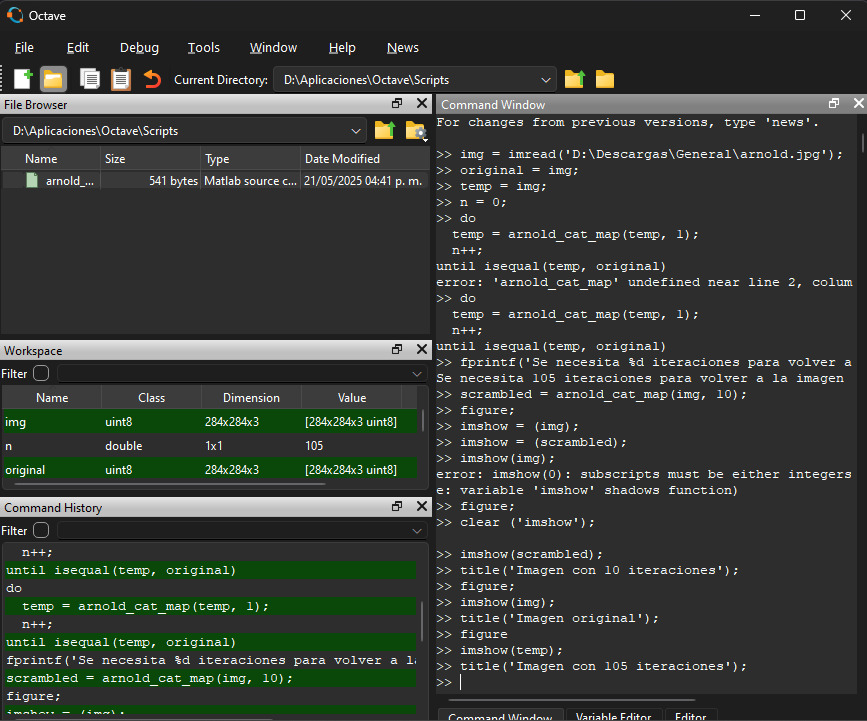 Octave
File Edit Debug Tools Window Help News
Current Directory: D:\Aplicaciones\Octave\Scripts
File Browser
D:\Aplicaciones\Octave\Scripts
Name Size Type Date Modified
arnold_... 541 bytes Matlab source c... 21/05/2025 04:41 p. m.
Workspace
Filter
Name Class Dimension Value
img uint8 284x284x3 [284x284x3 uint8]
n double 1x1 105
original uint8 284x284x3 [284x284x3 uint8]
Command History
Filter
n++;
until isequal(temp, original)
do
temp = arnold_cat_map(temp, 1);
n++;
until isequal(temp, original)
fprintf('Se necesita %d iteraciones para volver a la
scrambled = arnold_cat_map(img, 10);
figure;
imshow = (img);
Command Window
For changes from previous versions, type 'news'.
>> img = imread('D:\Descargas\General\arnold.jpg');
>> original = img;
>> temp = img;
>> n = 0;
>> do
temp = arnold_cat_map(temp, 1);
n++;
until isequal(temp, original)
error: 'arnold_cat_map' undefined near line 2, colum
>> do
temp = arnold_cat_map(temp, 1);
n++;
until isequal(temp, original)
>> fprintf('Se necesita %d iteraciones para volver a
Se necesita 105 iteraciones para volver a la imagen
>> scrambled = arnold_cat_map(img, 10);
>> figure;
>> imshow = (img);
>> imshow = (scrambled);
>> imshow(img);
error: imshow(0): subscripts must be either integers
e: variable 'imshow' shadows function)
>> figure;
>> clear ('imshow');
>> imshow(scrambled);
>> title('Imagen con 10 iteraciones');
>> figure;
>> imshow(img);
>> title('Imagen original');
>> figure
>> imshow(temp);
>> title('Imagen con 105 iteraciones');
>>
Command Window Variable Editor Editor